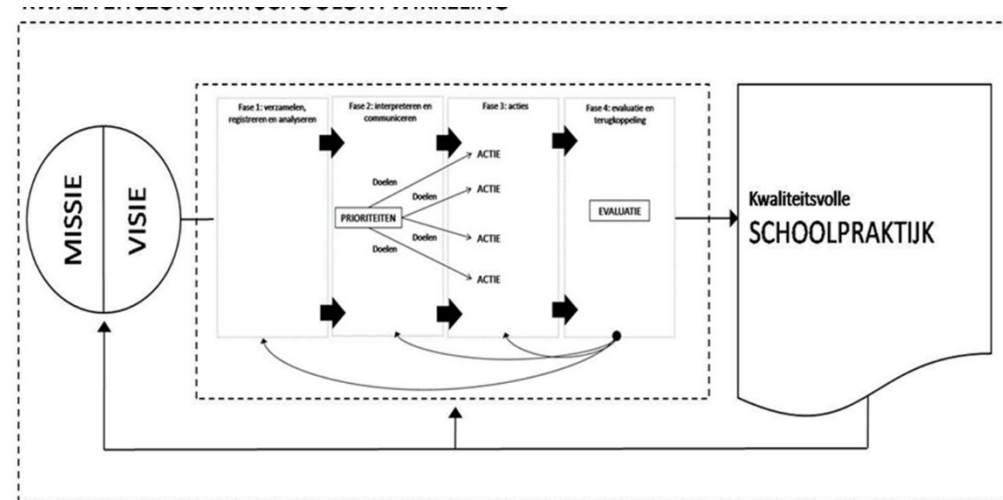 MISSIE
VISIE
Fase 1: verzamelen,
registreren en analyseren
Fase 2: interpreteren en
communiceren
Fase 3: acties
Fase 4: evaluatie en
terugkoppeling
PRIORITEITEN
Doelen
Doelen
Doelen
Doelen
ACTIE
ACTIE
ACTIE
ACTIE
EVALUATIE
Kwaliteitsvolle
SCHOOLPRAKTIJK